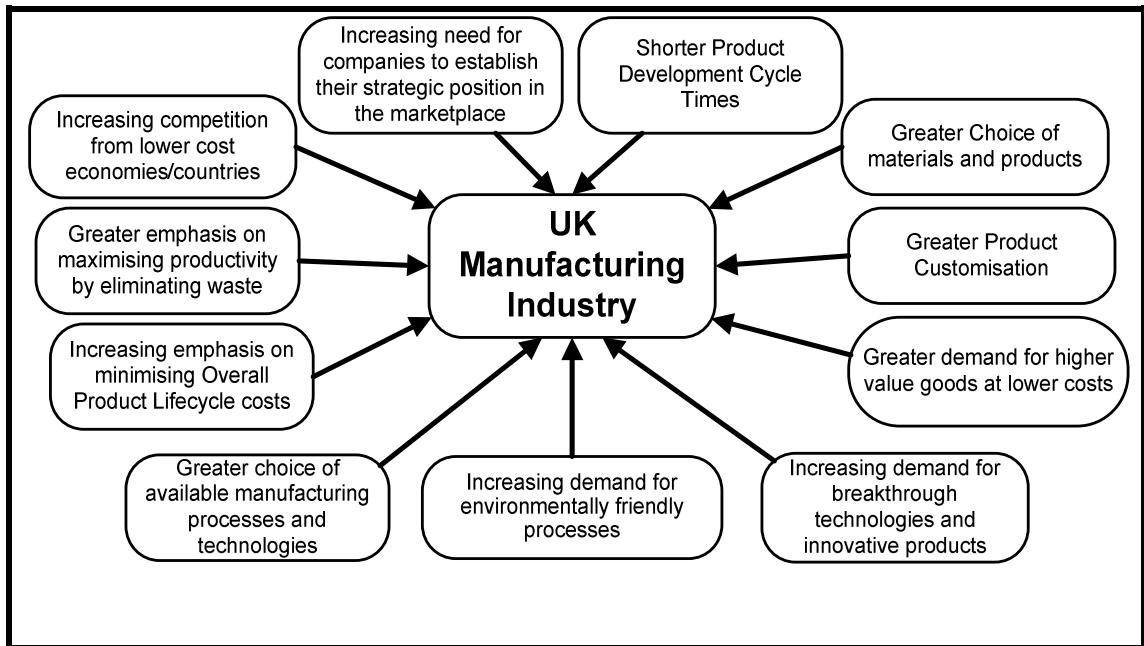 Increasing need for
companies to establish
their strategic position in
the marketplace
Shorter Product
Development Cycle
Times
Increasing competition
from lower cost
economies/countries
Greater Choice of
materials and products
UK
Manufacturing
Industry
Greater emphasis on
maximising productivity
by eliminating waste
Greater Product
Customisation
Increasing emphasis on
minimising Overall
Product Lifecycle costs
Greater demand for higher
value goods at lower costs
Greater choice of
available manufacturing
processes and
technologies
Increasing demand for
environmentally friendly
processes
Increasing demand for
breakthrough
technologies and
innovative products